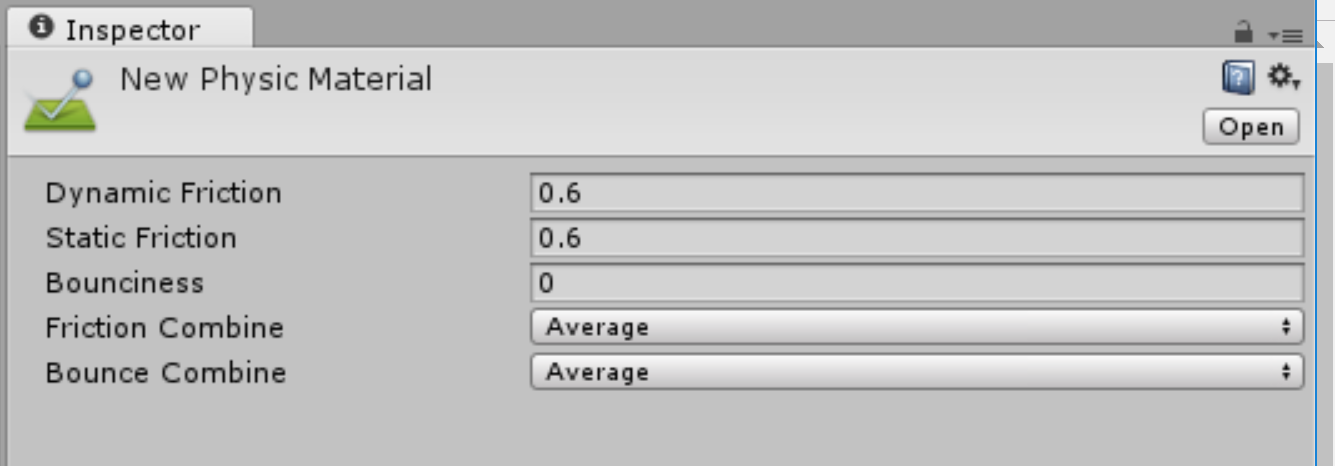 Inspector
New Physic Material
Open
Dynamic Friction 0.6
Static Friction 0.6
Bounciness 0
Friction Combine Average
Bounce Combine Average